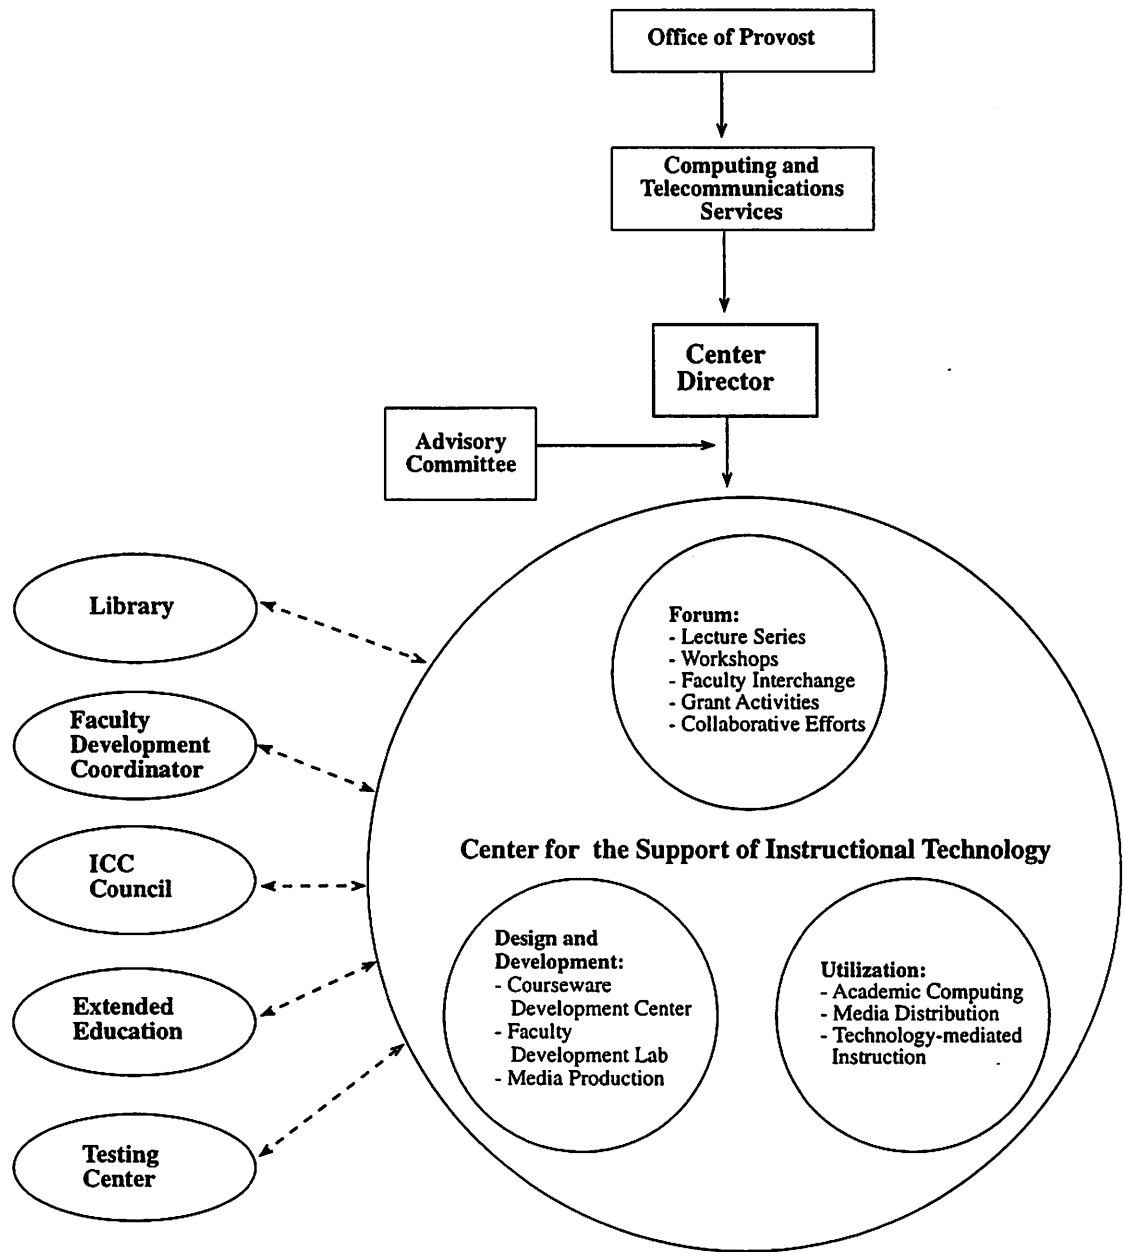 Office of Provost
Computing and
Telecommunications
Services
Center
Director
Advisory
Committee
Library
Faculty
Development
Coordinator
ICC
Council
Extended
Education
Testing
Center
Forum:
- Lecture Series
- Workshops
- Faculty Interchange
- Grant Activities
- Collaborative Efforts
Center for the Support of Instructional Technology
Design and
Development:
- Courseware
Development Center
- Faculty
Development Lab
- Media Production
Utilization:
- Academic Computing
- Media Distribution
- Technology-mediated
Instruction